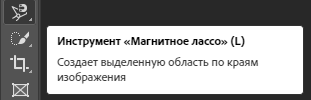 Инструмент «Магнитное лассо» (L)
Создает выделенную область по краям
изображения